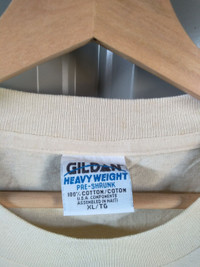 GILDAN
HEAVY WEIGHT
PRE-SHRUNK
100% COTTON/COTON
U.S.A. COMPONENTS
ASSEMBLED IN HAITI
XL/TG